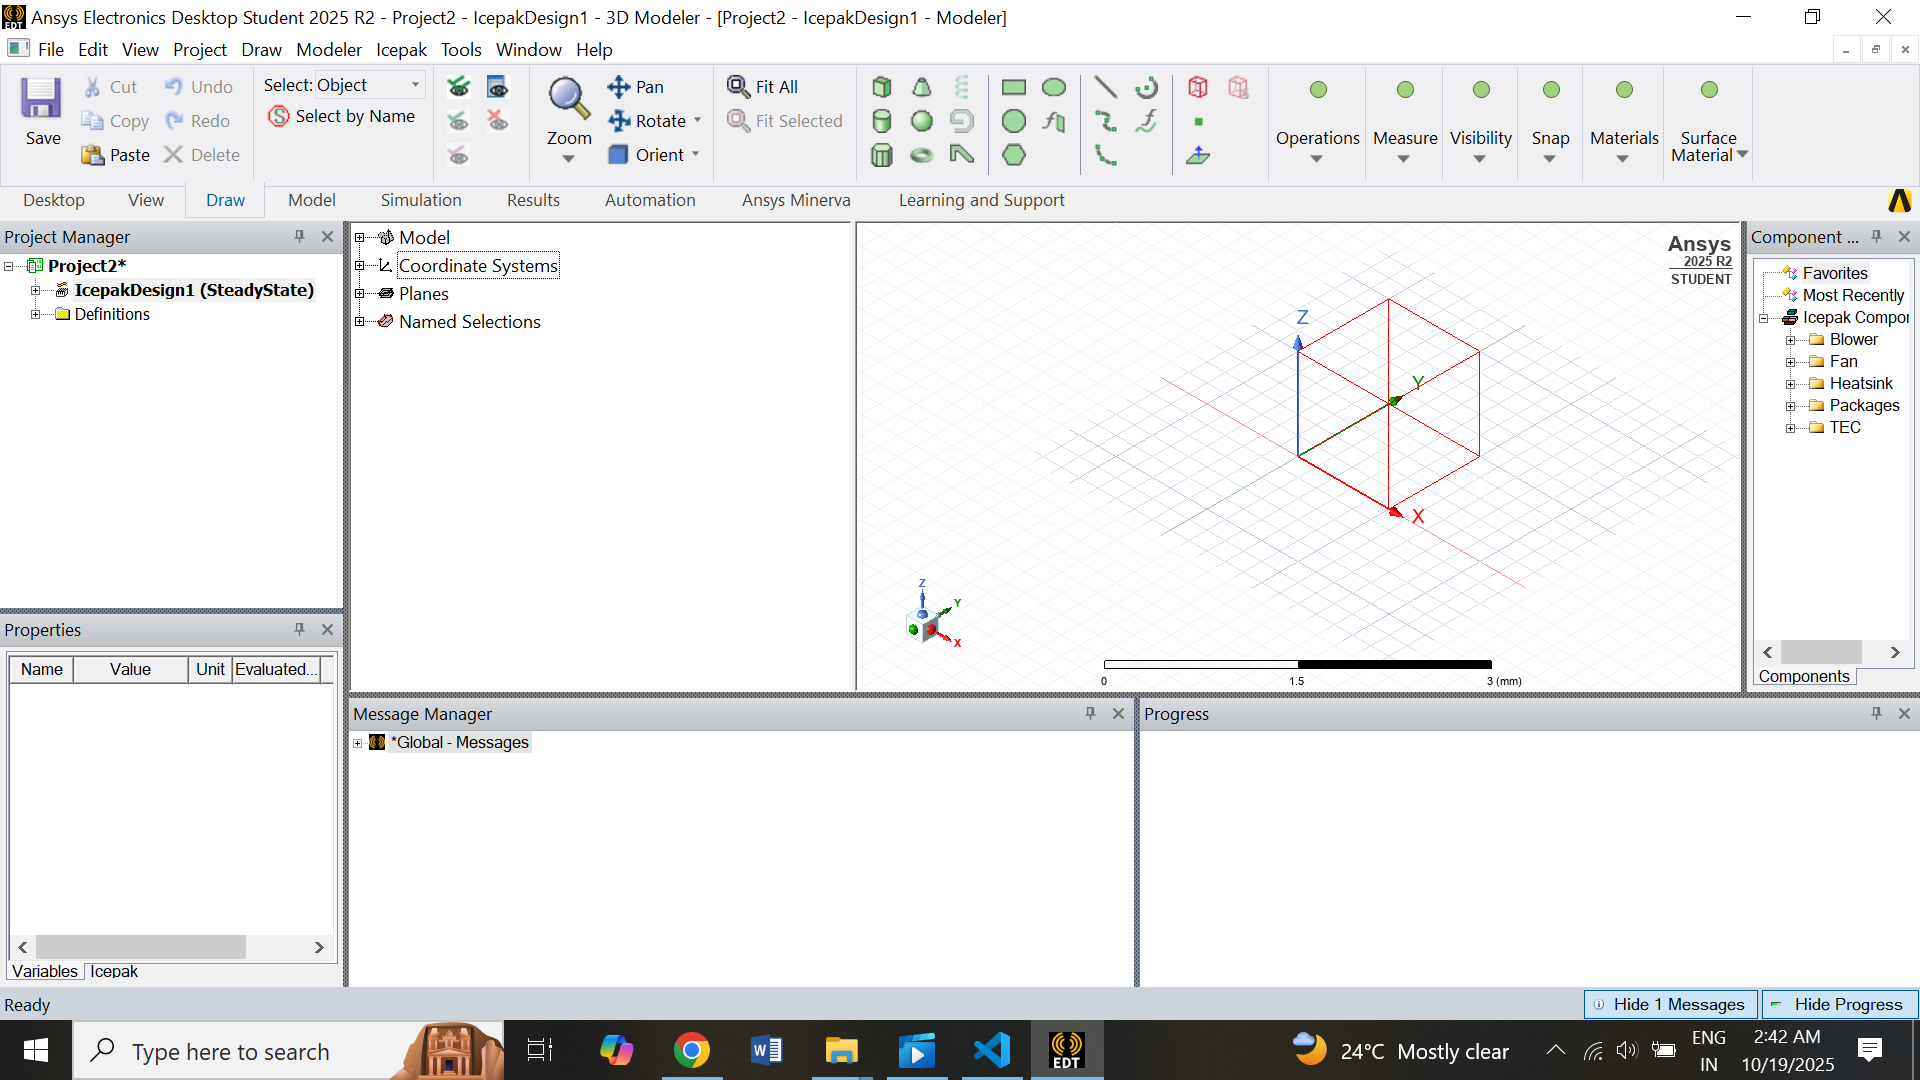 Ansys Electronics Desktop Student 2025 R2 - Project2 - IcepakDesign1 - 3D Modeler - [Project2 - IcepakDesign1 - Modeler]
File Edit View Project Draw Modeler Icepak Tools Window Help
Save
Cut
Copy
Paste
Undo
Redo
Delete
Select: Object
Select by Name
Zoom
Pan
Rotate
Orient
Fit All
Fit Selected
Operations
Measure
Visibility
Snap
Materials
Surface
Material
Desktop View Draw Model Simulation Results Automation Ansys Minerva Learning and Support
Project Manager
Project2*
IcepakDesign1 (SteadyState)
Definitions
Model
Coordinate Systems
Planes
Named Selections
Ansys
2025 R2
STUDENT
Z
Y
X
Z
Y
X
0 1.5 3 (mm)
Component ...
Favorites
Most Recently
Icepak Compor
Blower
Fan
Heatsink
Packages
TEC
Components
Properties
Name Value Unit Evaluated...
Variables Icepak
Message Manager
*Global - Messages
Progress
Ready
Hide 1 Messages
Hide Progress
Type here to search
EDT
24°C Mostly clear
ENG
IN
2:42 AM
10/19/2025